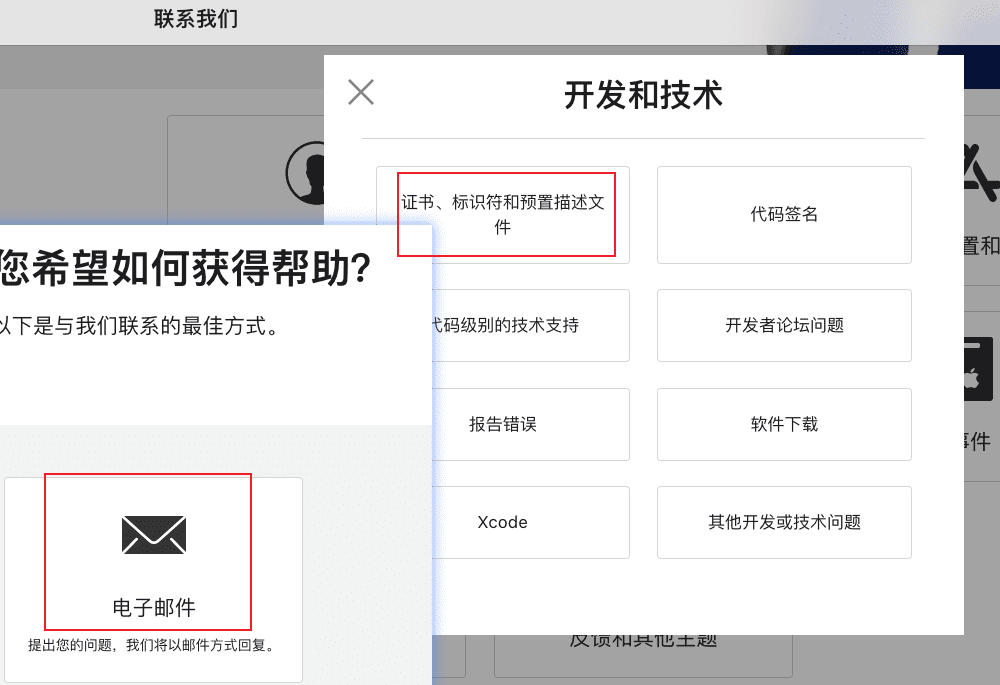 联系我们
开发和技术
证书、标识符和预置描述文
件
代码签名
置和
您希望如何获得帮助?
以下是与我们联系的最佳方式。
代码级别的技术支持
开发者论坛问题
报告错误
软件下载
事件
Xcode
其他开发或技术问题
电子邮件
提出您的问题，我们将以邮件方式回复。
反馈和其他主题